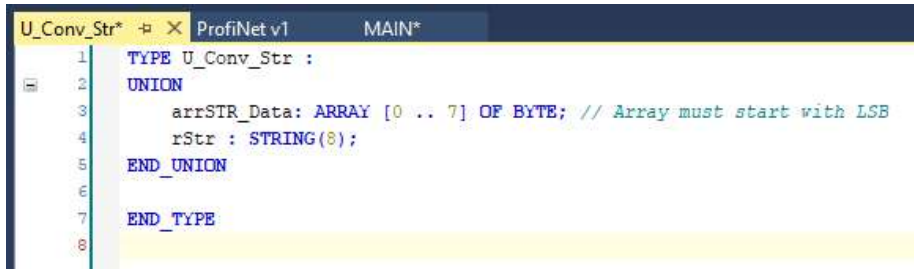 U_Conv_Str* ProfiNet v1 MAIN*
1 TYPE U_Conv_Str :
2 UNION
3 arrSTR_Data: ARRAY [0 .. 7] OF BYTE; // Array must start with LSB
4 rStr : STRING(8);
5 END_UNION
6
7 END_TYPE
8